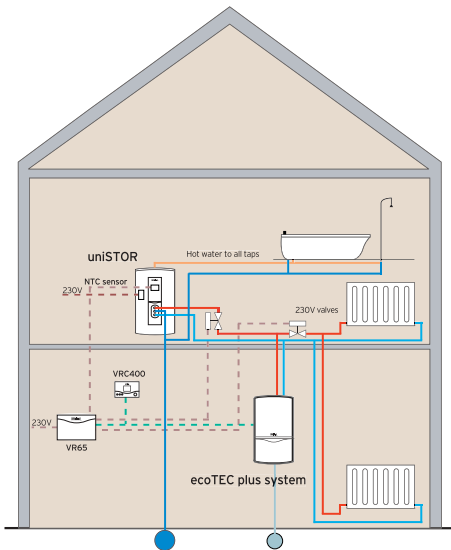 uniSTOR
Hot water to all taps
NTC sensor
230V
230V valves
VRC400
230V
VR65
ecoTEC plus system